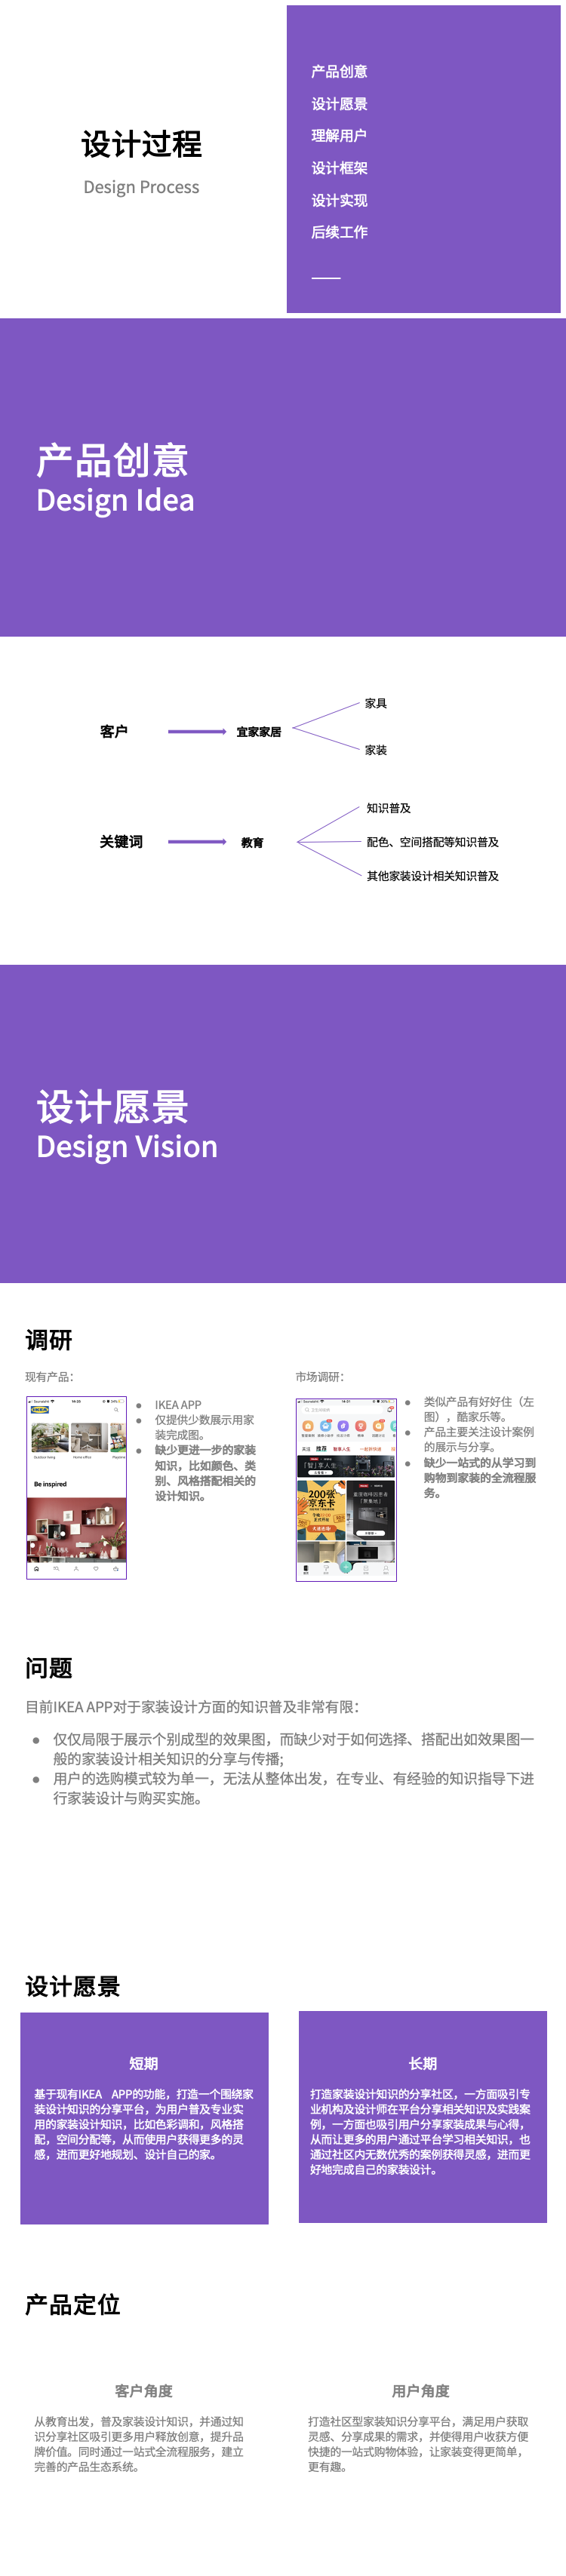 设计过程
Design Process
产品创意
设计愿景
理解用户
设计框架
设计实现
后续工作
产品创意
Design Idea
客户
宜家家居
家具
家装
关键词
教育
知识普及
配色、空间搭配等知识普及
其他家装设计相关知识普及
设计愿景
Design Vision
调研
现有产品：
IKEA
Outdoor living
Home office
Be inspired
● IKEA APP
● 仅提供少数展示用家
装完成图。
● 缺少更进一步的家装
知识，比如颜色、类
别、风格搭配相关的
设计知识。
市场调研：
关注
推荐
智享人生
200张
京东卡
● 类似产品有好好住（左
图），酷家乐等。
● 产品主要关注设计案例
的展示与分享。
● 缺少一站式的从学习到
购物到家装的全流程服
务。
问题
目前IKEA APP对于家装设计方面的知识普及非常有限：
● 仅仅局限于展示个别成型的效果图，而缺少对于如何选择、搭配出如效果图一
般的家装设计相关知识的分享与传播;
● 用户的选购模式较为单一，无法从整体出发，在专业、有经验的知识指导下进
行家装设计与购买实施。
设计愿景
短期
基于现有IKEA APP的功能，打造一个围绕家
装设计知识的分享平台，为用户普及专业实
用的家装设计知识，比如色彩调和，风格搭
配，空间分配等，从而使用户获得更多的灵
感，进而更好地规划、设计自己的家。
长期
打造家装设计知识的分享社区，一方面吸引专
业机构及设计师在平台分享相关知识及实践案
例，一方面也吸引用户分享家装成果与心得，
从而让更多的用户通过平台学习相关知识，也
通过社区内无数优秀的案例获得灵感，进而更
好地完成自己的家装设计。
产品定位
客户角度
从教育出发，普及家装设计知识，并通过知
识分享社区吸引更多用户释放创意，提升品
牌价值。同时通过一站式全流程服务，建立
完善的产品生态系统。
用户角度
打造社区型家装知识分享平台，满足用户获取
灵感、分享成果的需求，并使得用户收获方便
快捷的一站式购物体验，让家装变得更简单，
更有趣。